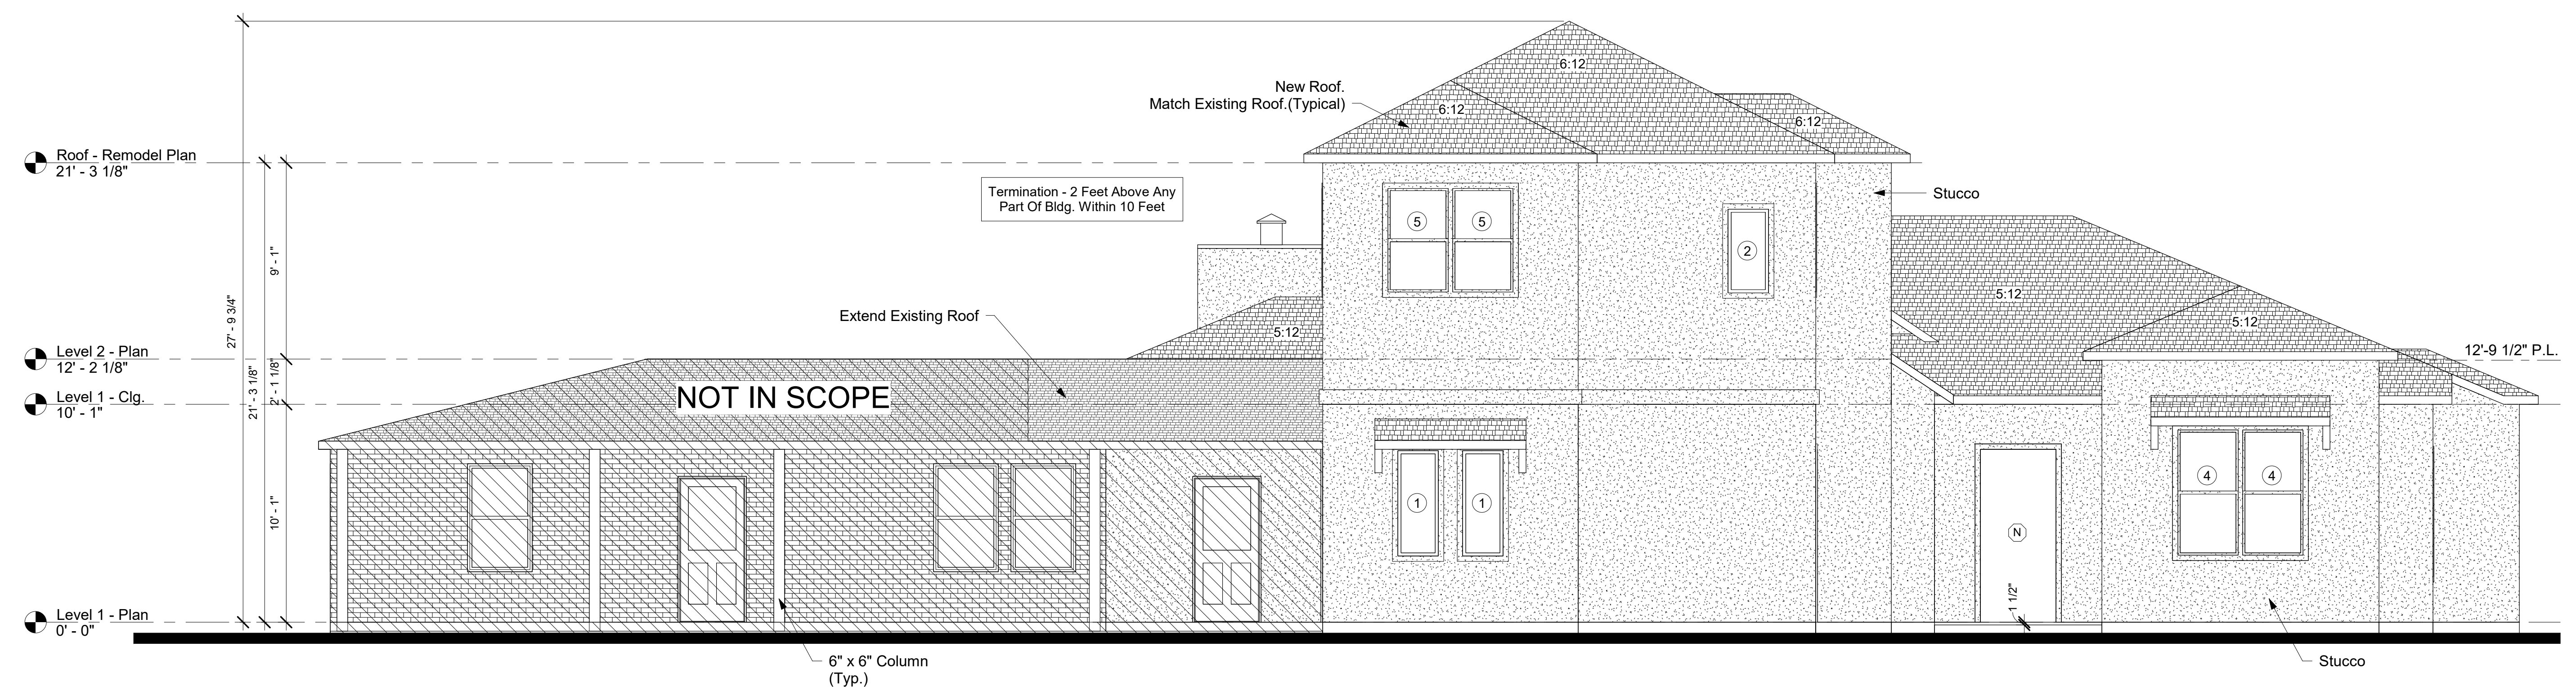 6:12
New Roof.
Match Existing Roof.(Typical)
6:12
6:12
Roof - Remodel Plan
21' - 3 1/8"
Termination - 2 Feet Above Any
Part Of Bldg. Within 10 Feet
Stucco
5
5
2
9' - 1"
27' - 9 3/4"
21' - 3 1/8"
2' - 1 1/8"
10' - 1"
Extend Existing Roof
5:12
5:12
5:12
Level 2 - Plan
12' - 2 1/8"
12'-9 1/2" P.L.
Level 1 - Clg.
10' - 1"
NOT IN SCOPE
1
1
4
4
N
1 1/2"
Level 1 - Plan
0' - 0"
6" x 6" Column
(Typ.)
Stucco